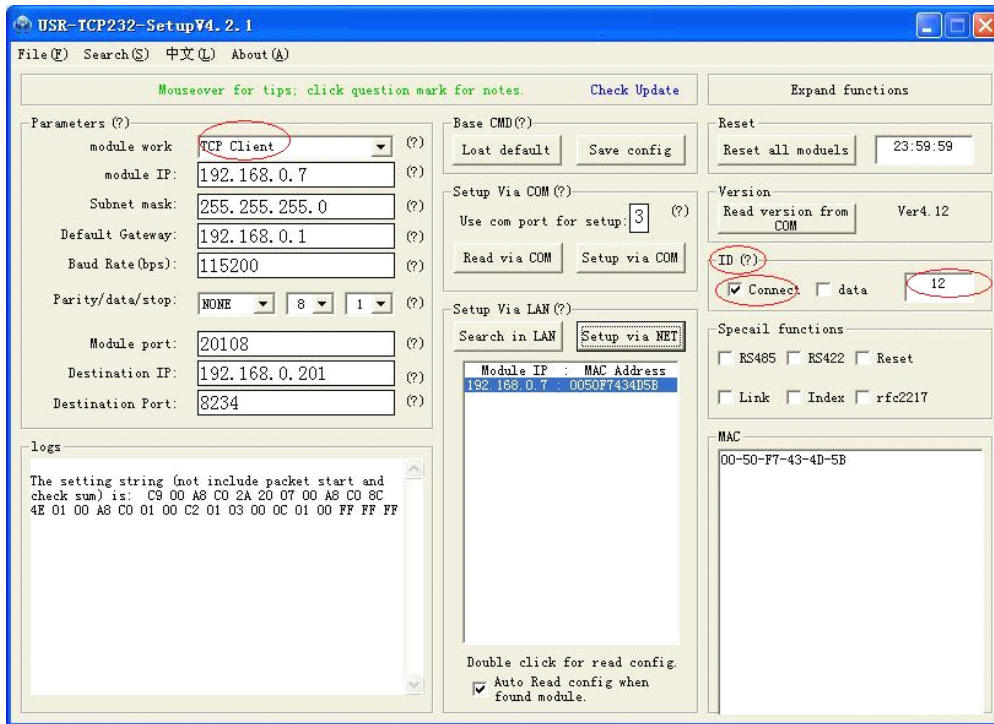 USR-TCP232-SetupV4.2.1
File(F) Search(S) 中文(L) About(A)
Mouseover for tips; click question mark for notes. Check Update
Expand functions
Parameters (?)
module work TCP Client (?)
module IP: 192.168.0.7 (?)
Subnet mask: 255.255.255.0 (?)
Default Gateway: 192.168.0.1 (?)
Baud Rate(bps): 115200 (?)
Parity/data/stop: NONE 8 1 (?)
Module port: 20108 (?)
Destination IP: 192.168.0.201 (?)
Destination Port: 8234 (?)
logs
The setting string (not include packet start and
check sum) is: C9 00 A8 C0 2A 20 07 00 A8 C0 8C
4E 01 00 A8 C0 01 00 C2 01 03 00 0C 01 00 FF FF FF
Base CMD(?)
Loat default Save config
Setup Via COM(?)
Use com port for setup: 3 (?)
Read via COM Setup via COM
Setup Via LAN(?)
Search in LAN Setup via NET
Module IP : MAC Address
192.168.0.7 : 0050F7434D5B
Double click for read config.
Auto Read config when
found module.
Reset
Reset all moduels 23:59:59
Version
Read version from
COM
Ver4.12
ID (?)
Connect data 12
Specail functions
RS485 RS422 Reset
Link Index rfc2217
MAC
00-50-F7-43-4D-5B